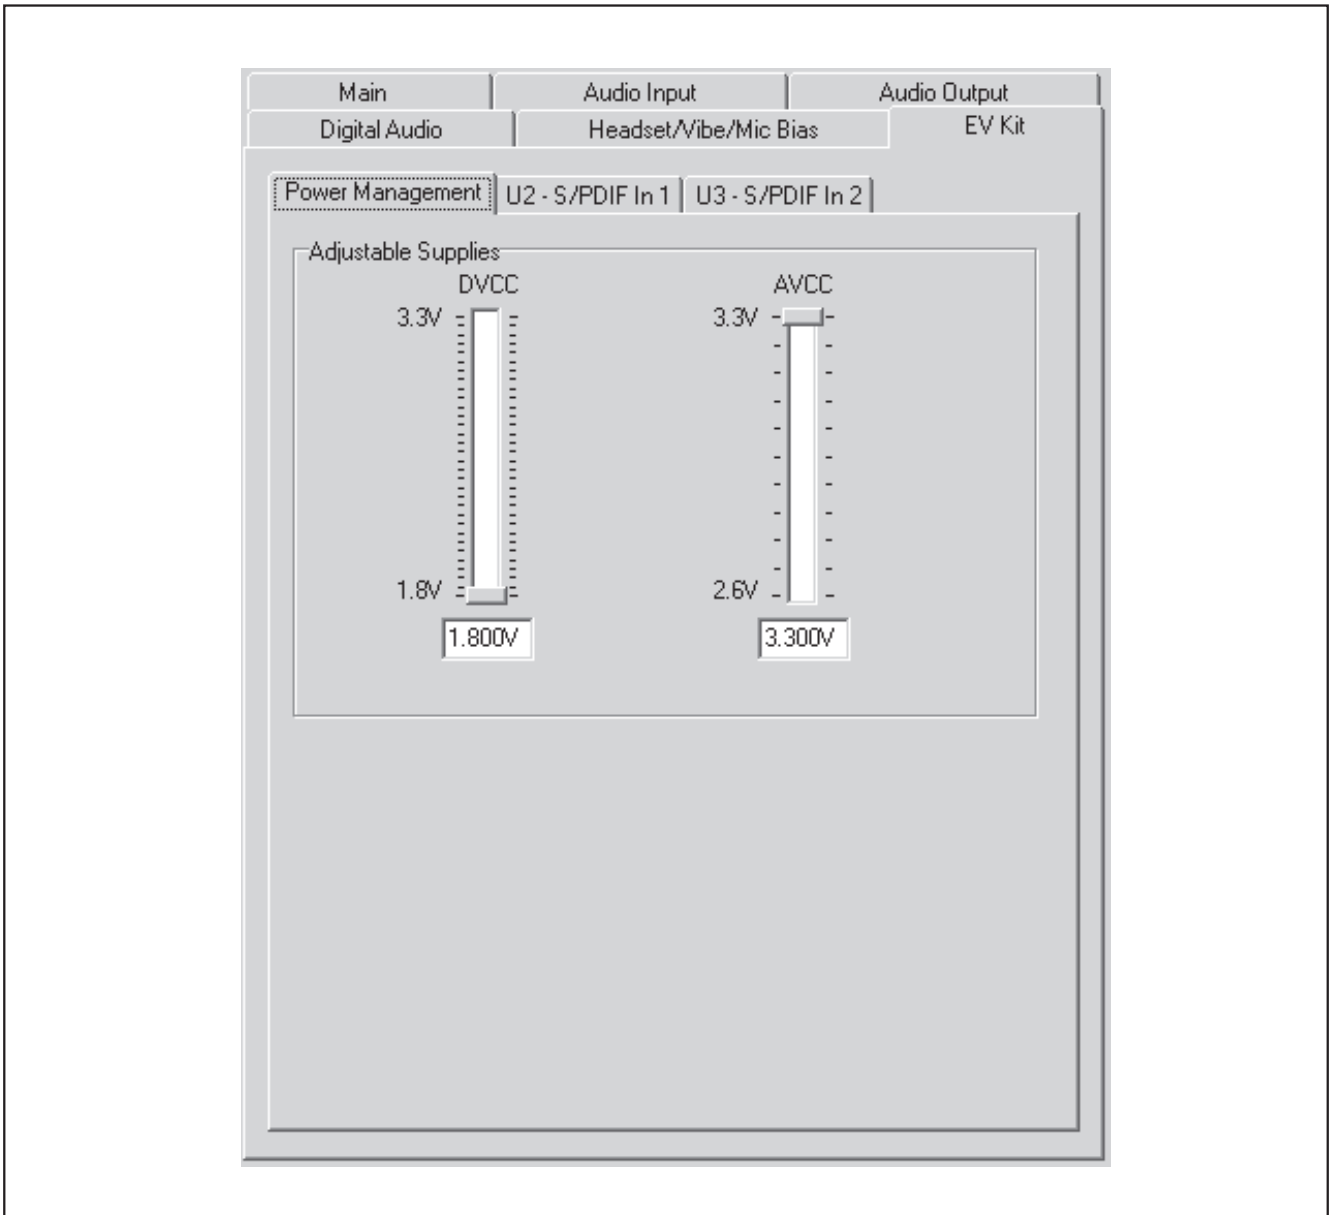 Main Audio Input Audio Output
Digital Audio Headset/Vibe/Mic Bias EV Kit
Power Management U2 - S/PDIF In 1 U3 - S/PDIF In 2
Adjustable Supplies
DVCC AVCC
3.3V 3.3V
1.8V 2.6V
1.800V 3.300V